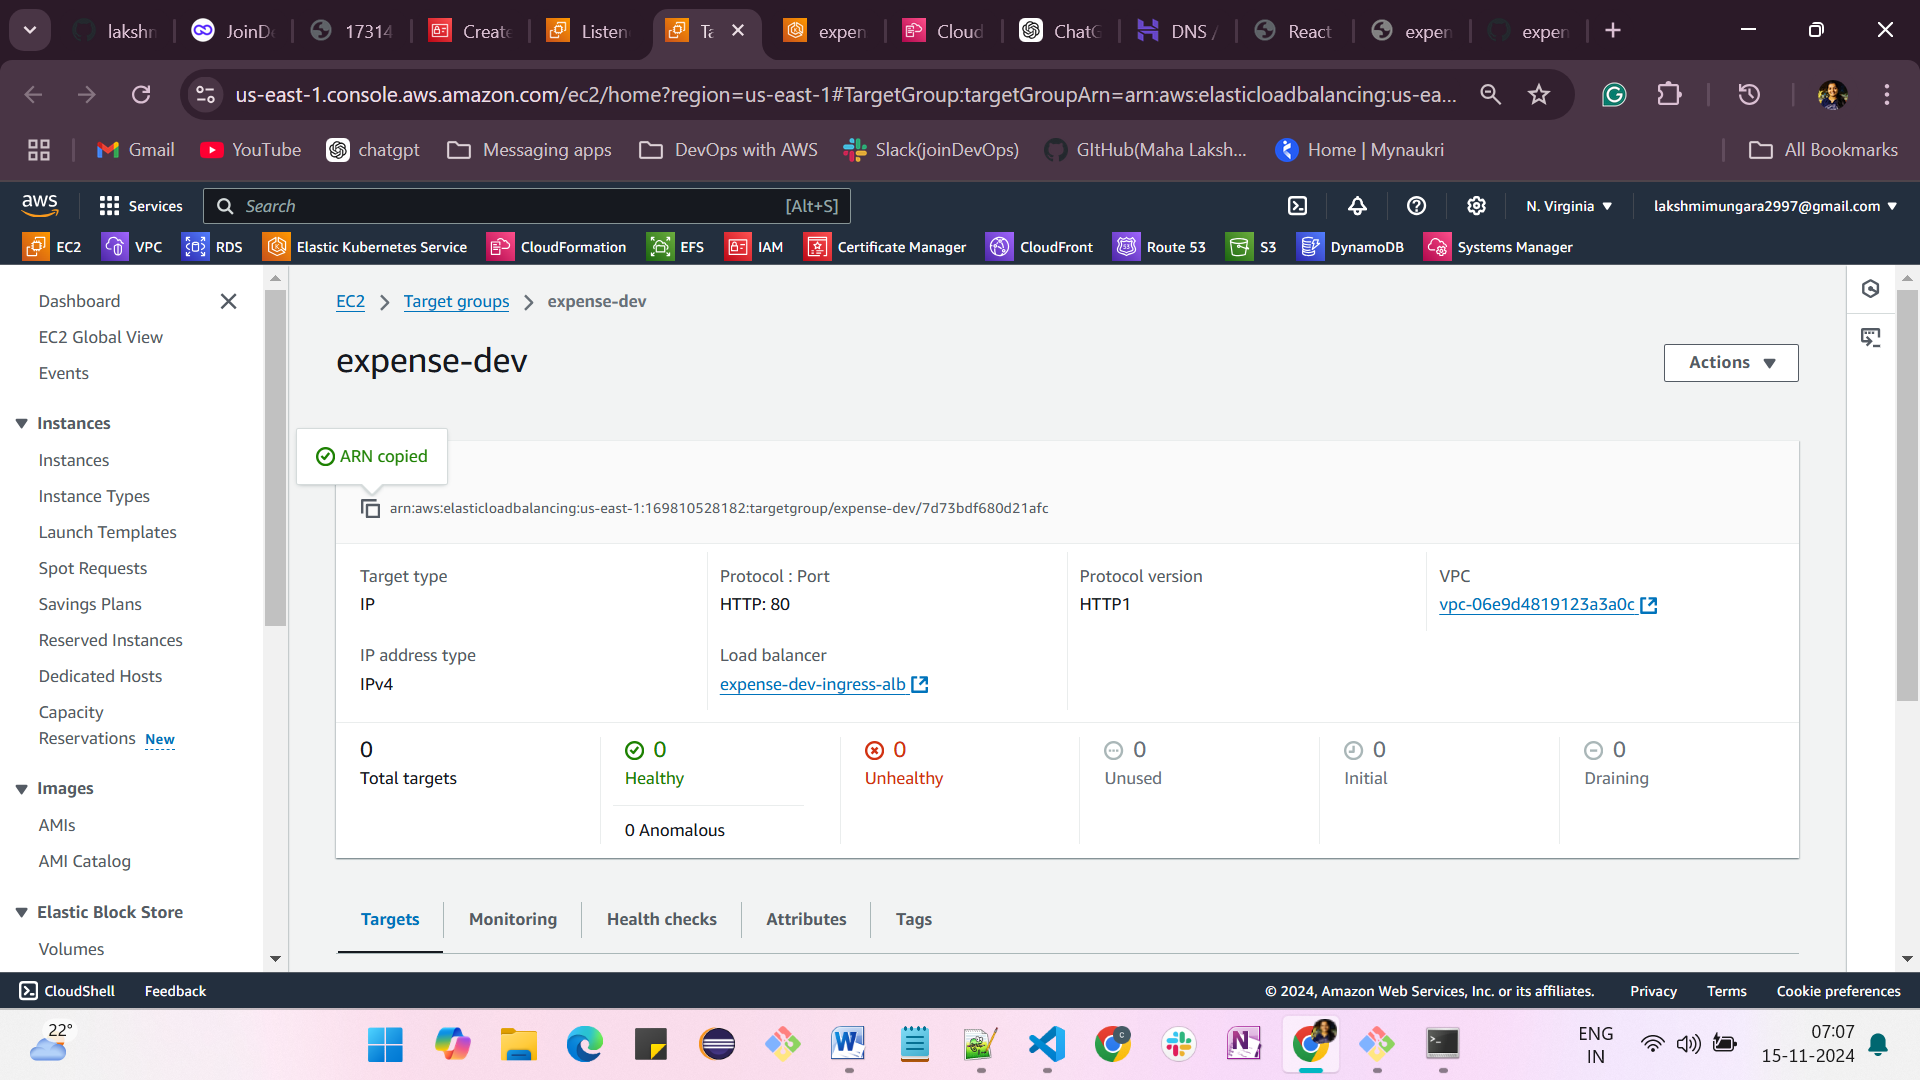 lakshm
JoinDe
17314
Create
Listen
Ta
expen
Cloud
ChatG
DNS /
React
expen
expen
us-east-1.console.aws.amazon.com/ec2/home?region=us-east-1#TargetGroup:targetGroupArn=arn:aws:elasticloadbalancing:us-ea...
Gmail
YouTube
chatgpt
Messaging apps
DevOps with AWS
Slack(joinDevOps)
GItHub(Maha Laksh...
Home | Mynaukri
All Bookmarks
aws
Services
Search
[Alt+S]
N. Virginia
lakshmimungara2997@gmail.com
EC2
VPC
RDS
Elastic Kubernetes Service
CloudFormation
EFS
IAM
Certificate Manager
CloudFront
Route 53
S3
DynamoDB
Systems Manager
Dashboard
EC2 Global View
Events
Instances
Instances
Instance Types
Launch Templates
Spot Requests
Savings Plans
Reserved Instances
Dedicated Hosts
Capacity
Reservations New
Images
AMIs
AMI Catalog
Elastic Block Store
Volumes
EC2
Target groups
expense-dev
expense-dev
Actions
ARN copied
arn:aws:elasticloadbalancing:us-east-1:169810528182:targetgroup/expense-dev/7d73bdf680d21afc
Target type
IP
Protocol : Port
HTTP: 80
Protocol version
HTTP1
VPC
vpc-06e9d4819123a3a0c
IP address type
IPv4
Load balancer
expense-dev-ingress-alb
0
Total targets
0
Healthy
0 Anomalous
0
Unhealthy
0
Unused
0
Initial
0
Draining
Targets
Monitoring
Health checks
Attributes
Tags
CloudShell
Feedback
© 2024, Amazon Web Services, Inc. or its affiliates.
Privacy
Terms
Cookie preferences
22°
ENG
IN
07:07
15-11-2024